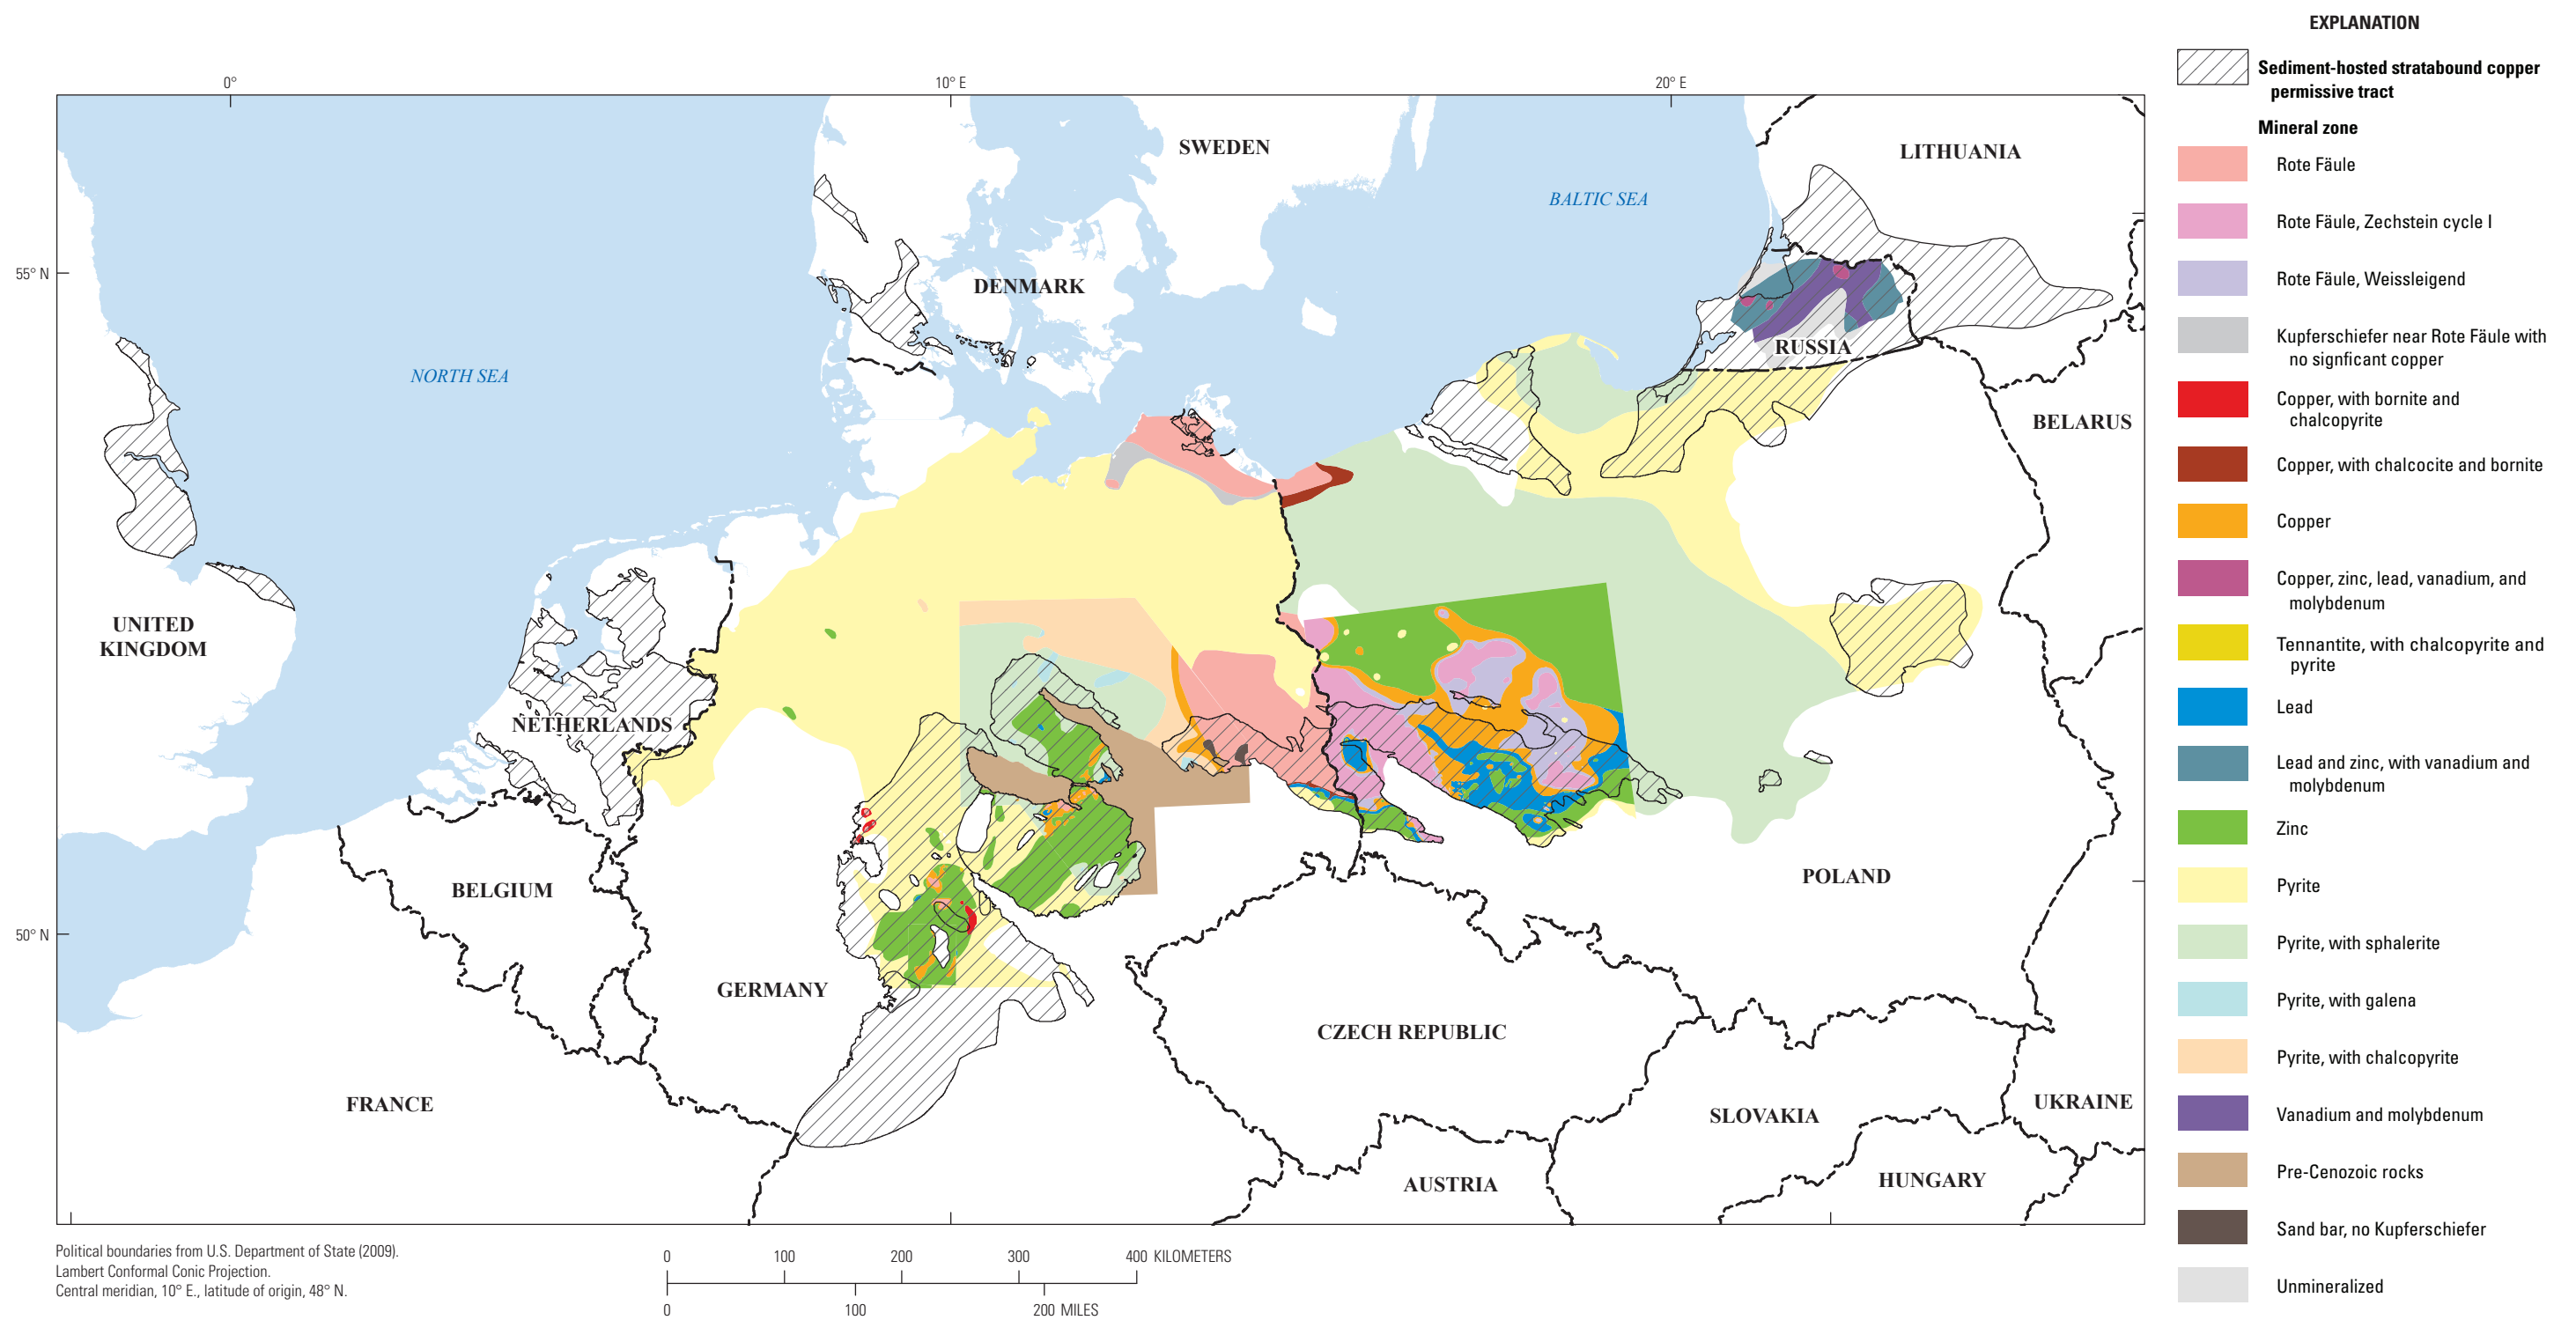 EXPLANATION
Sediment-hosted stratabound copper
permissive tract
Mineral zone
Rote Fäule
Rote Fäule, Zechstein cycle I
Rote Fäule, Weissleigend
Kupferschiefer near Rote Fäule with
no signficant copper
Copper, with bornite and
chalcopyrite
Copper, with chalcocite and bornite
Copper
Copper, zinc, lead, vanadium, and
molybdenum
Tennantite, with chalcopyrite and
pyrite
Lead
Lead and zinc, with vanadium and
molybdenum
Zinc
Pyrite
Pyrite, with sphalerite
Pyrite, with galena
Pyrite, with chalcopyrite
Vanadium and molybdenum
Pre-Cenozoic rocks
Sand bar, no Kupferschiefer
Unmineralized
0°
10° E
20° E
55° N
50° N
SWEDEN
LITHUANIA
BALTIC SEA
DENMARK
NORTH SEA
RUSSIA
BELARUS
UNITED
KINGDOM
NETHERLANDS
BELGIUM
POLAND
GERMANY
CZECH REPUBLIC
FRANCE
SLOVAKIA
UKRAINE
AUSTRIA
HUNGARY
Political boundaries from U.S. Department of State (2009).
Lambert Conformal Conic Projection.
Central meridian, 10° E., latitude of origin, 48° N.
0 100 200 300 400 KILOMETERS
0 100 200 MILES